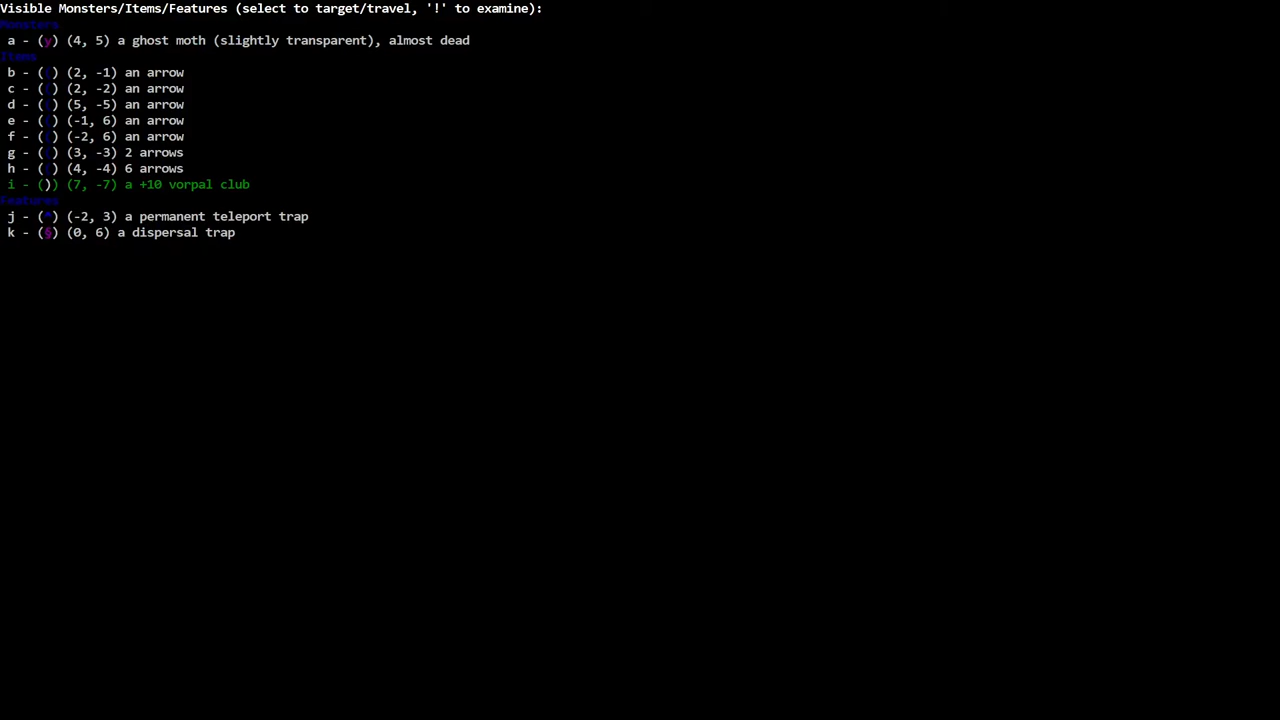 Visible Monsters/Items/Features (select to target/travel, '!' to examine):
Monsters
a - (y) (4, 5) a ghost moth (slightly transparent), almost dead
Items
b - (() (2, -1) an arrow
c - (() (2, -2) an arrow
d - (() (5, -5) an arrow
e - (() (-1, 6) an arrow
f - (() (-2, 6) an arrow
g - (() (3, -3) 2 arrows
h - (() (4, -4) 6 arrows
i - ()) (7, -7) a +10 vorpal club
Features
j - (^) (-2, 3) a permanent teleport trap
k - (§) (0, 6) a dispersal trap